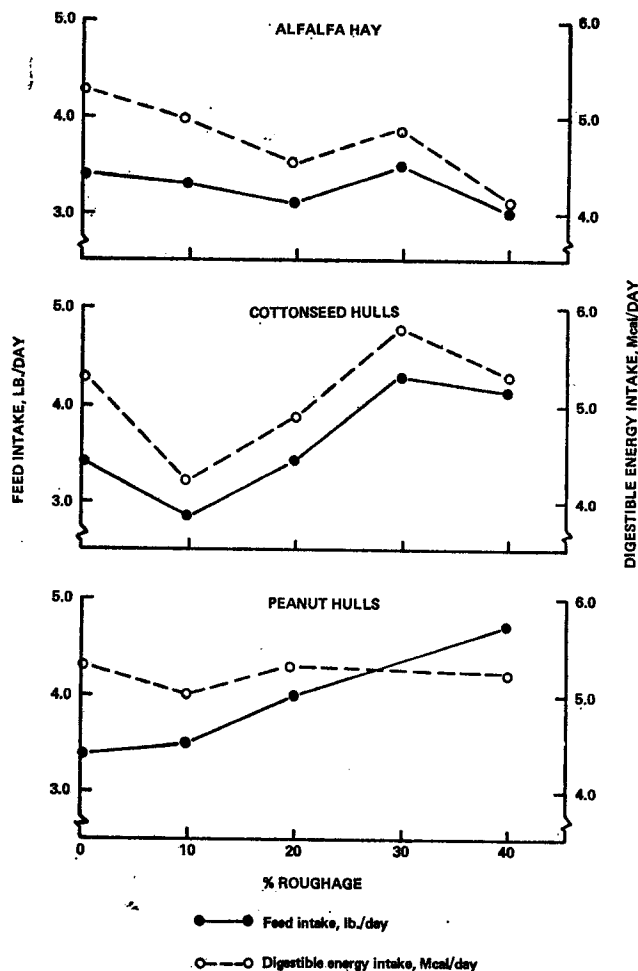 ALFALFA HAY
5.0
4.0
3.0
6.0
5.0
4.0
COTTONSEED HULLS
5.0
4.0
3.0
6.0
5.0
4.0
FEED INTAKE, LB./DAY
DIGESTIBLE ENERGY INTAKE, Mcal/DAY
PEANUT HULLS
5.0
4.0
3.0
6.0
5.0
4.0
0 10 20 30 40
% ROUGHAGE
Feed intake, lb./day
Digestible energy intake, Mcal/day